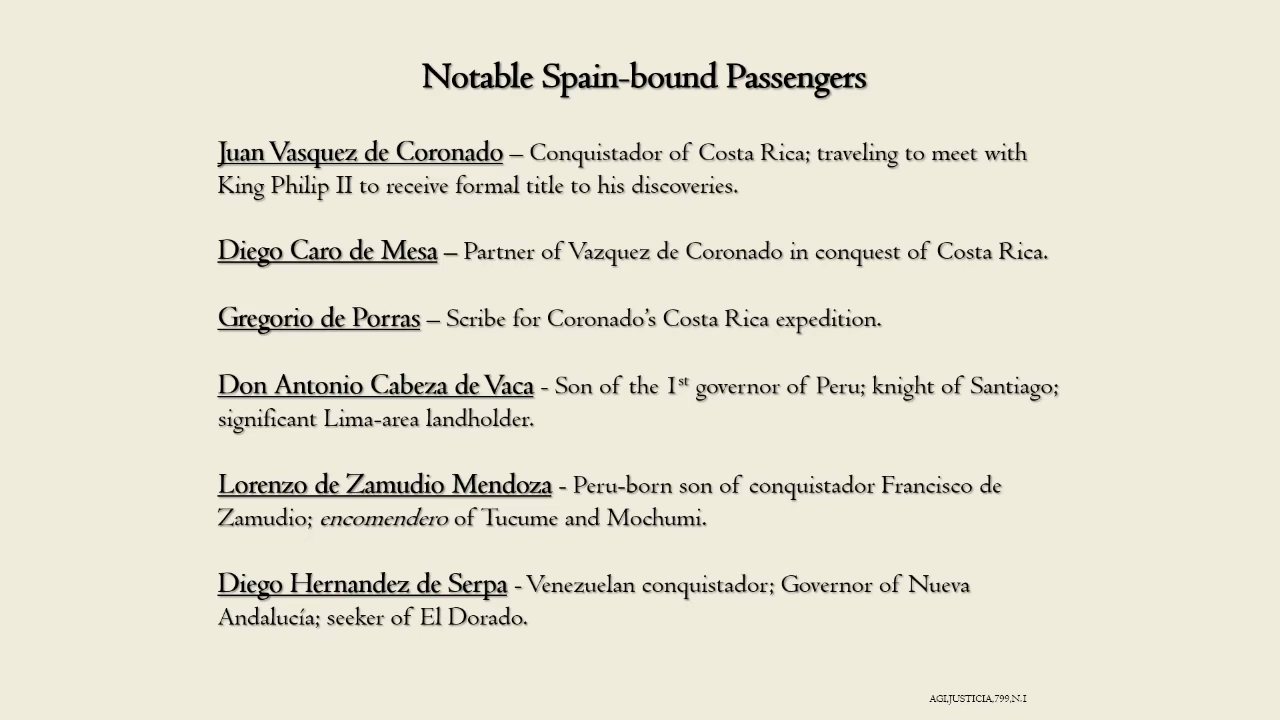 Notable Spain-bound Passengers
Juan Vasquez de Coronado – Conquistador of Costa Rica; traveling to meet with
King Philip II to receive formal title to his discoveries.
Diego Caro de Mesa – Partner of Vazquez de Coronado in conquest of Costa Rica.
Gregorio de Porras – Scribe for Coronado’s Costa Rica expedition.
Don Antonio Cabeza de Vaca - Son of the 1st governor of Peru; knight of Santiago;
significant Lima-area landholder.
Lorenzo de Zamudio Mendoza - Peru-born son of conquistador Francisco de
Zamudio; encomendero of Tucume and Mochumi.
Diego Hernandez de Serpa - Venezuelan conquistador; Governor of Nueva
Andalucía; seeker of El Dorado.
AGI,JUSTICIA,799,N.1